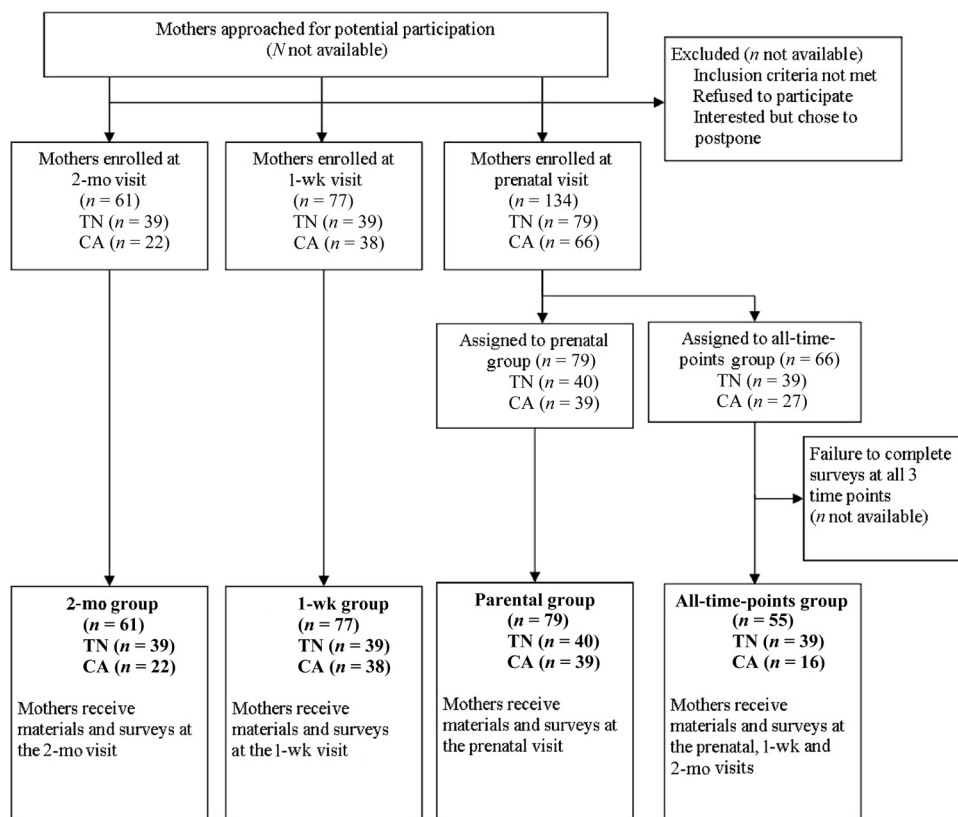 Mothers approached for potential participation
(N not available)
Excluded (n not available)
Inclusion criteria not met
Refused to participate
Interested but chose to
postpone
Mothers enrolled at
2-mo visit
(n = 61)
TN (n = 39)
CA (n = 22)
Mothers enrolled at
1-wk visit
(n = 77)
TN (n = 39)
CA (n = 38)
Mothers enrolled at
prenatal visit
(n = 134)
TN (n = 79)
CA (n = 66)
Assigned to prenatal
group (n = 79)
TN (n = 40)
CA (n = 39)
Assigned to all-time-
points group (n = 66)
TN (n = 39)
CA (n = 27)
Failure to complete
surveys at all 3
time points
(n not available)
2-mo group
(n = 61)
TN (n = 39)
CA (n = 22)
Mothers receive
materials and surveys at
the 2-mo visit
1-wk group
(n = 77)
TN (n = 39)
CA (n = 38)
Mothers receive
materials and surveys
at the 1-wk visit
Parental group
(n = 79)
TN (n = 40)
CA (n = 39)
Mothers receive
materials and surveys at
the prenatal visit
All-time-points group
(n = 55)
TN (n = 39)
CA (n = 16)
Mothers receive
materials and surveys at
the prenatal, 1-wk and
2-mo visits